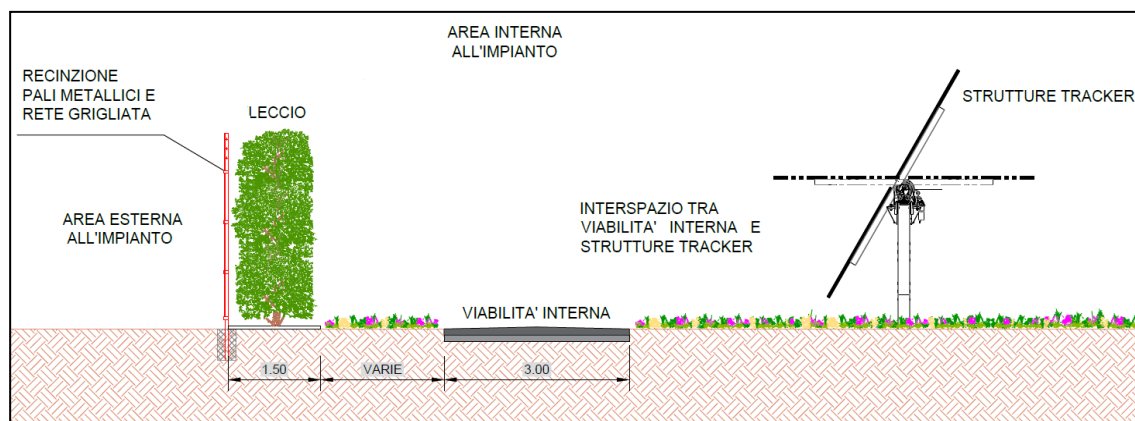 AREA INTERNA
ALL'IMPIANTO
RECINZIONE
PALI METALLICI E
RETE GRIGLIATA
LECCIO
STRUTTURE TRACKER
AREA ESTERNA
ALL'IMPIANTO
INTERSPAZIO TRA
VIABILITA' INTERNA E
STRUTTURE TRACKER
VIABILITA' INTERNA
1.50
VARIE
3.00